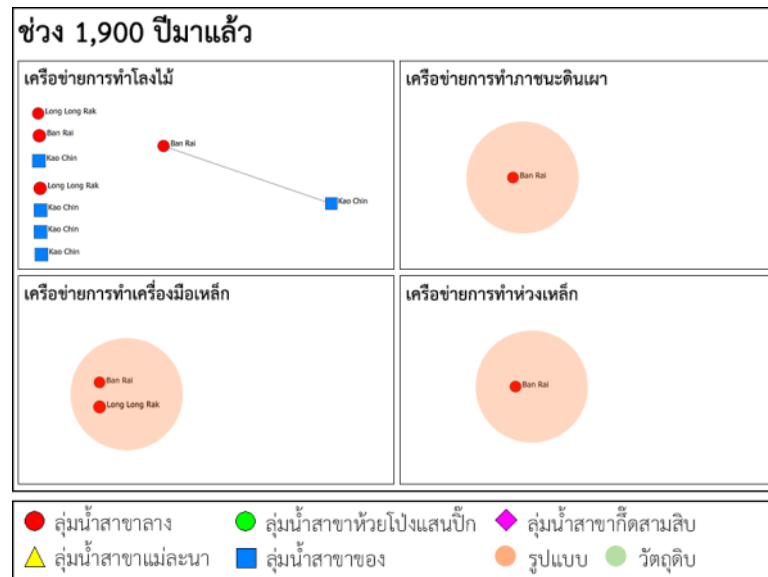 ช่วง 1,900 ปีมาแล้ว
เครือข่ายการทำโลงไม้
Long Long Rak
Ban Rai
Kao Chin
Long Long Rak
Kao Chin
Kao Chin
Kao Chin
Ban Rai
Kao Chin
เครือข่ายการทำภาชนะดินเผา
Ban Rai
เครือข่ายการทำเครื่องมือเหล็ก
Ban Rai
Long Long Rak
เครือข่ายการทำห่วงเหล็ก
Ban Rai
ลุ่มน้ำสาขาลาง
ลุ่มน้ำสาขาห้วยโป่งแสนปิ๊ก
ลุ่มน้ำสาขากึ๊ดสามสิบ
ลุ่มน้ำสาขาแม่ละนา
ลุ่มน้ำสาขาของ
รูปแบบ
วัตถุดิบ